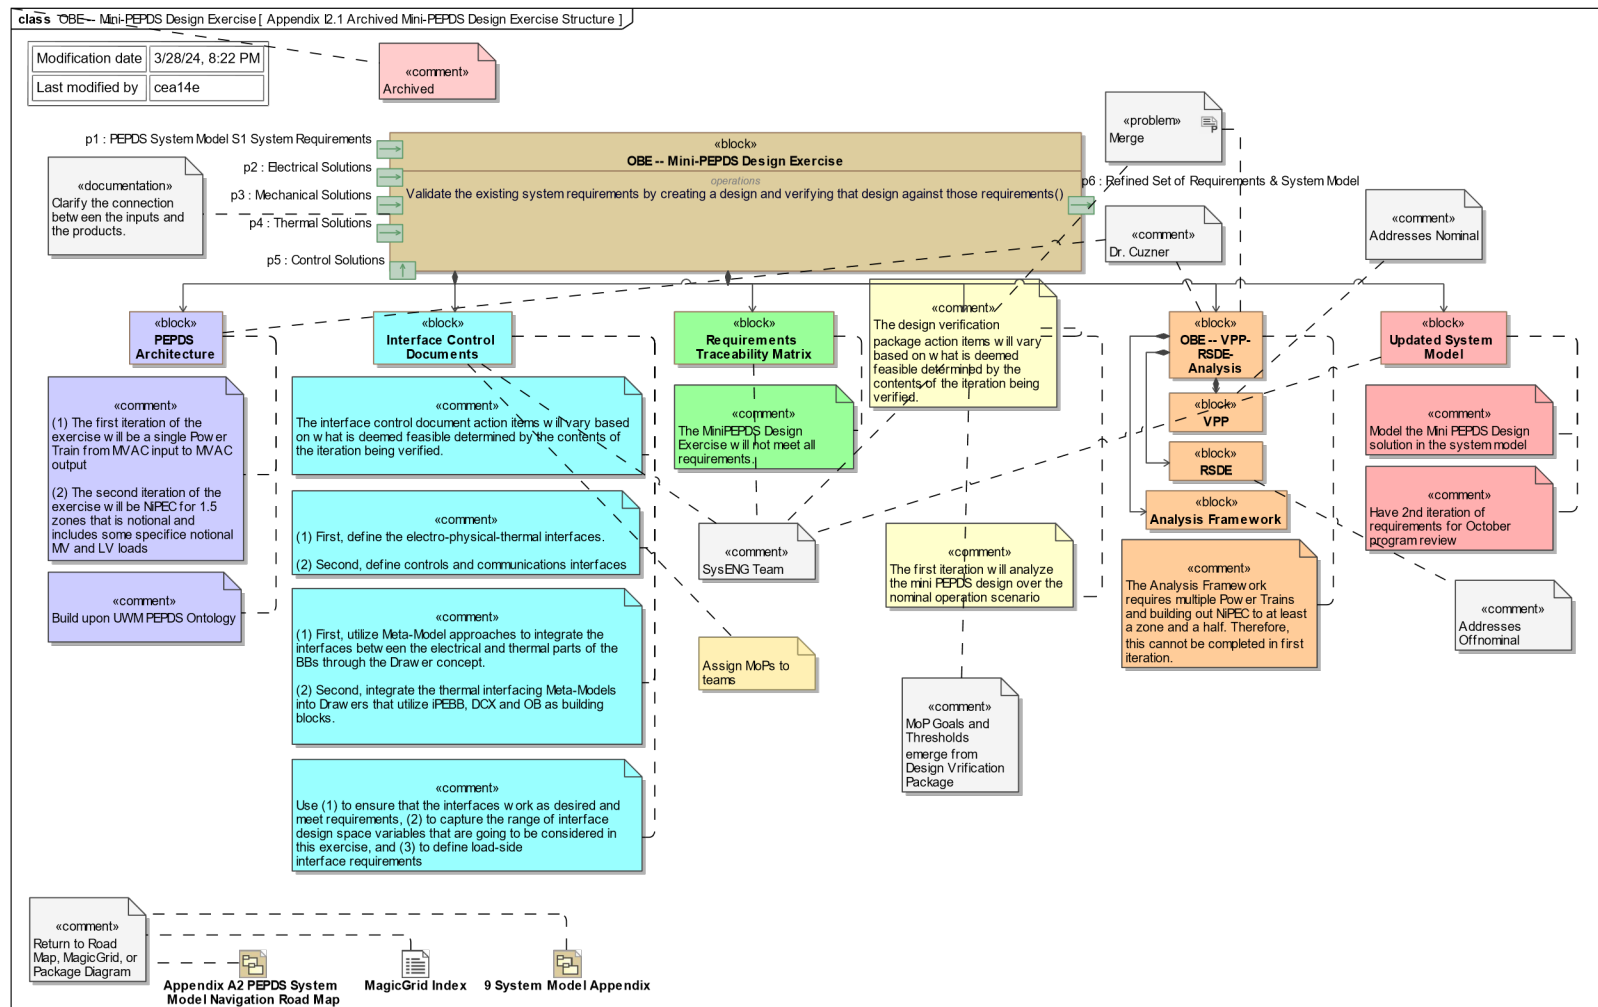 class OBE -- Mini-PEPDS Design Exercise [ Appendix I2.1 Archived Mini-PEPDS Design Exercise Structure ]
Modification date 3/28/24, 8:22 PM
Last modified by cea14e
«comment»
Archived
p1 : PEPDS System Model S1 System Requirements
p2 : Electrical Solutions
p3 : Mechanical Solutions
p4 : Thermal Solutions
p5 : Control Solutions
«documentation»
Clarify the connection
between the inputs and
the products.
«block»
OBE -- Mini-PEPDS Design Exercise
operations
Validate the existing system requirements by creating a design and verifying that design against those requirements()
p6 : Refined Set of Requirements & System Model
«problem»
Merge
P
«comment»
Dr. Cuzner
«comment»
Addresses Nominal
«block»
PEPDS
Architecture
«block»
Interface Control
Documents
«block»
Requirements
Traceability Matrix
«comment»
The design verification
package action items will vary
based on what is deemed
feasible determined by the
contents of the iteration being
verified.
«block»
OBE -- VPP-
RSDE-
Analysis
«block»
Updated System
Model
«block»
VPP
«block»
RSDE
«block»
Analysis Framework
«comment»
(1) The first iteration of the
exercise will be a single Power
Train from MVAC input to MVAC
output
(2) The second iteration of the
exercise will be NiPEC for 1.5
zones that is notional and
includes some specifice notional
MV and LV loads
«comment»
Build upon UWM PEPDS Ontology
«comment»
The interface control document action items will vary based
on what is deemed feasible determined by the contents of
the iteration being verified.
«comment»
(1) First, define the electro-physical-thermal interfaces.
(2) Second, define controls and communications interfaces
«comment»
(1) First, utilize Meta-Model approaches to integrate the
interfaces between the electrical and thermal parts of the
BBs through the Drawer concept.
(2) Second, integrate the thermal interfacing Meta-Models
into Drawers that utilize iPEBB, DCX and OB as building
blocks.
«comment»
Use (1) to ensure that the interfaces work as desired and
meet requirements, (2) to capture the range of interface
design space variables that are going to be considered in
this exercise, and (3) to define load-side
interface requirements
«comment»
The MiniPEPDS Design
Exercise will not meet all
requirements.
«comment»
SysENG Team
Assign MoPs to
teams
«comment»
The first iteration will analyze
the mini PEPDS design over the
nominal operation scenario
«comment»
MoP Goals and
Thresholds
emerge from
Design Vrification
Package
«comment»
The Analysis Framework
requires multiple Power Trains
and building out NiPEC to at least
a zone and a half. Therefore,
this cannot be completed in first
iteration.
«comment»
Model the Mini PEPDS Design
solution in the system model
«comment»
Have 2nd iteration of
requirements for October
program review
«comment»
Addresses
Offnominal
«comment»
Return to Road
Map, MagicGrid, or
Package Diagram
Appendix A2 PEPDS System
Model Navigation Road Map
MagicGrid Index
9 System Model Appendix